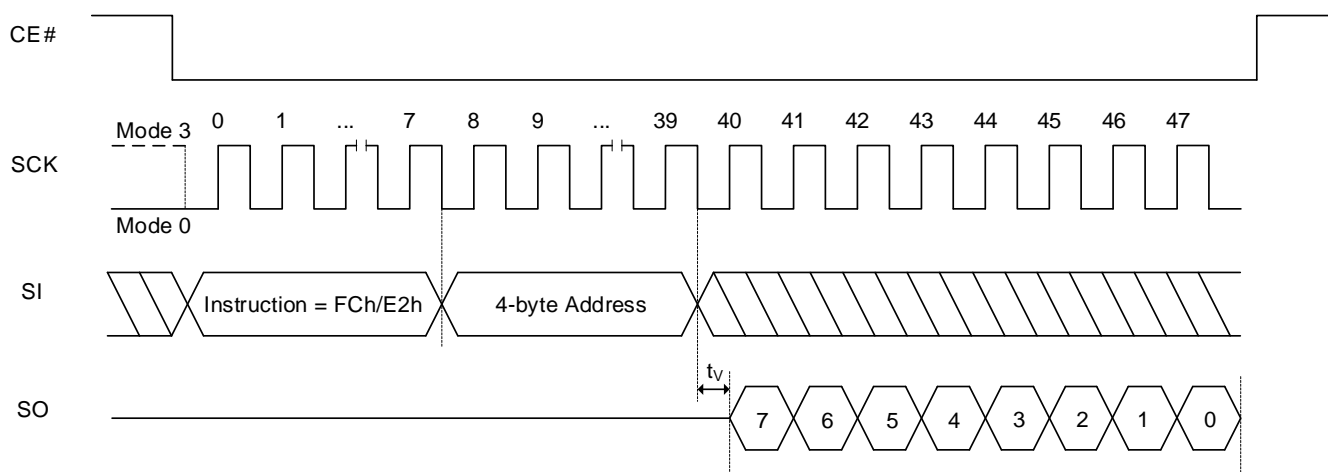 CE#
Mode 3 0 1 ... 7 8 9 ... 39 40 41 42 43 44 45 46 47
SCK
Mode 0
SI Instruction = FCh/E2h 4-byte Address
tV
SO 7 6 5 4 3 2 1 0